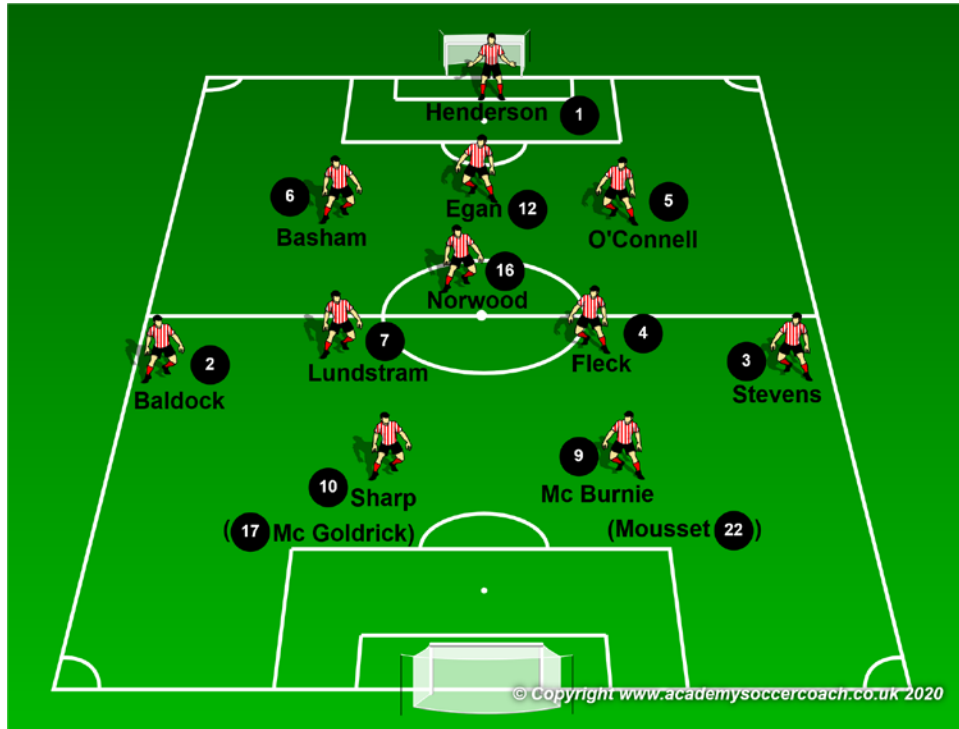 Henderson 1
6
Basham
Egan 12
5
O'Connell
16
Norwood
2
Baldock
7
Lundstram
4
Fleck
3
Stevens
10 Sharp
(17 Mc Goldrick)
9
Mc Burnie
(Mousset 22)
© Copyright www.academysoccercoach.co.uk 2020